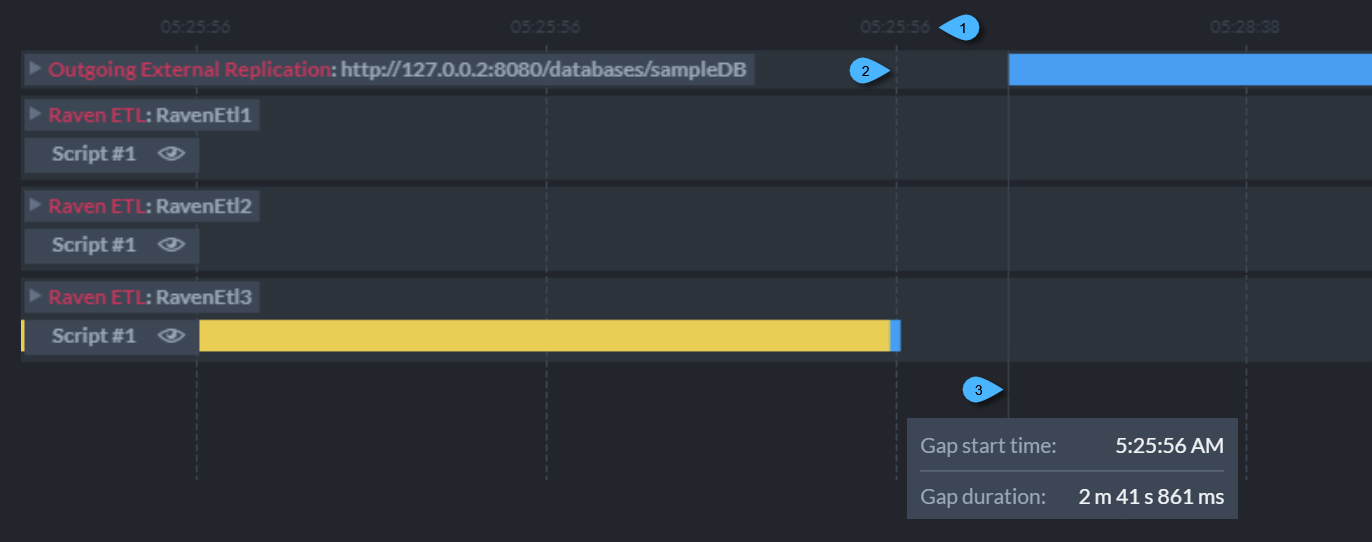 05:25:56 05:25:56 05:25:56 1 05:28:38
Outgoing External Replication: http://127.0.0.2:8080/databases/sampleDB 2
Raven ETL: RavenEtl1
Script #1
Raven ETL: RavenEtl2
Script #1
Raven ETL: RavenEtl3
Script #1
3
Gap start time: 5:25:56 AM
Gap duration: 2 m 41 s 861 ms